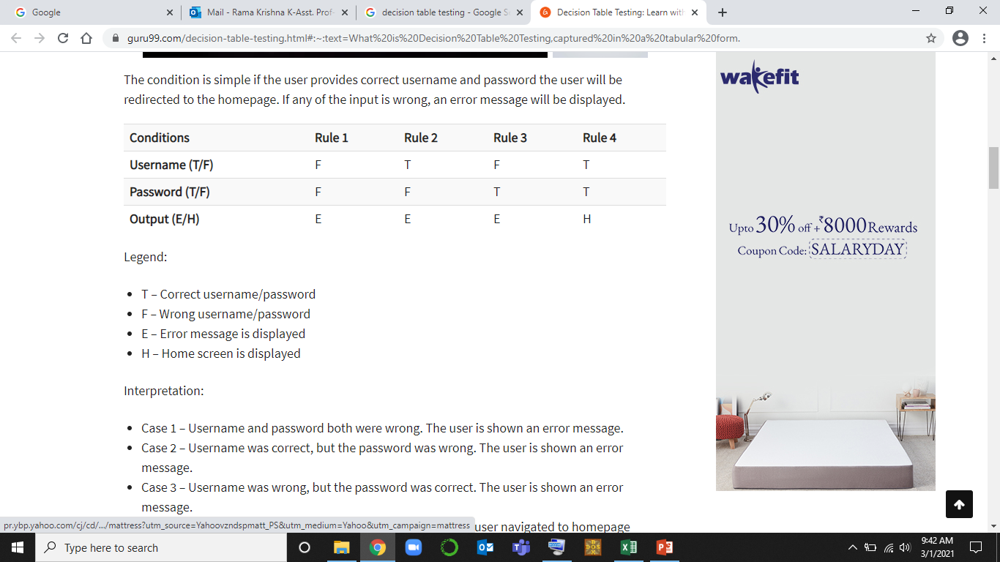 Google
Mail - Rama Krishna K-Asst. Prof-
decision table testing - Google Se
Decision Table Testing: Learn with
guru99.com/decision-table-testing.html#:~:text=What%20is%20Decision%20Table%20Testing,captured%20in%20a%20tabular%20form.
The condition is simple if the user provides correct username and password the user will be
redirected to the homepage. If any of the input is wrong, an error message will be displayed.
Conditions Rule 1 Rule 2 Rule 3 Rule 4
Username (T/F) F T F T
Password (T/F) F F T T
Output (E/H) E E E H
Legend:
• T – Correct username/password
• F – Wrong username/password
• E – Error message is displayed
• H – Home screen is displayed
Interpretation:
• Case 1 – Username and password both were wrong. The user is shown an error message.
• Case 2 – Username was correct, but the password was wrong. The user is shown an error
message.
• Case 3 – Username was wrong, but the password was correct. The user is shown an error
message.
user navigated to homepage
wakefit
Upto 30% off + ₹8000 Rewards
Coupon Code: SALARYDAY
pr.ybp.yahoo.com/cj/cd/.../mattress?utm_source=Yahoovzndspmatt_PS&utm_medium=Yahoo&utm_campaign=mattress
Type here to search
9:42 AM
3/1/2021